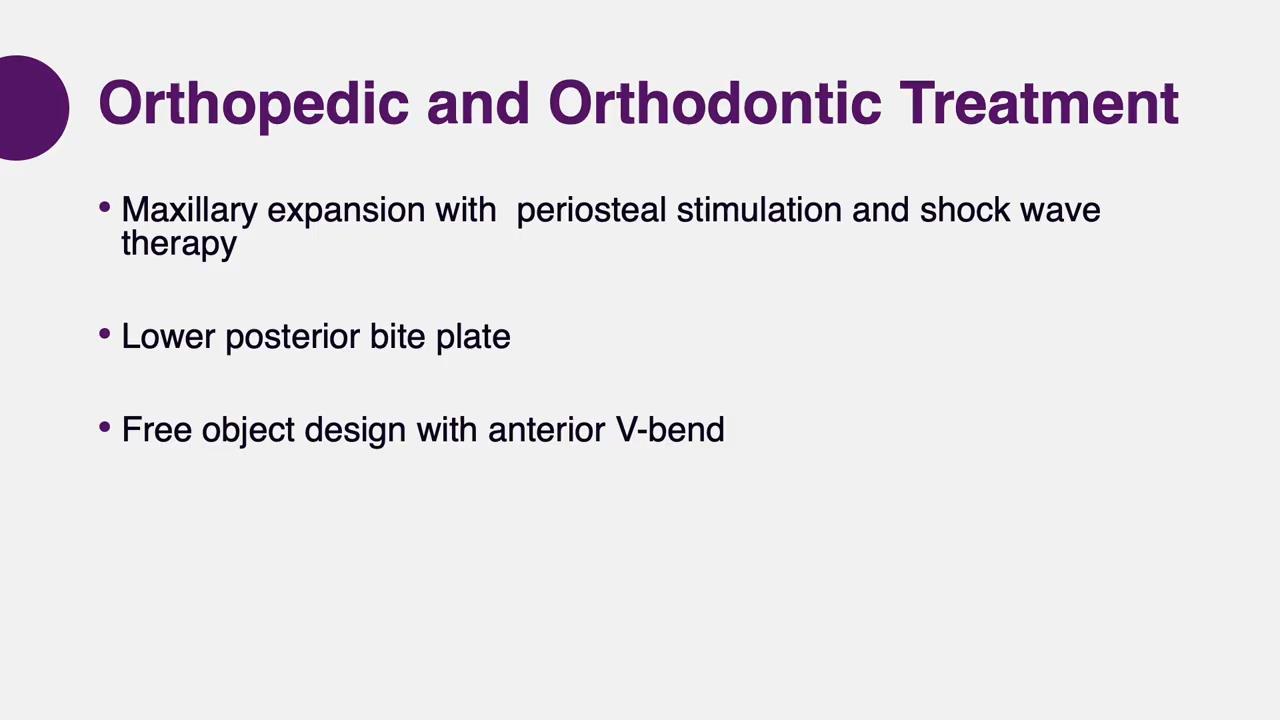 Orthopedic and Orthodontic Treatment
• Maxillary expansion with  periosteal stimulation and shock wave
therapy
• Lower posterior bite plate
• Free object design with anterior V-bend